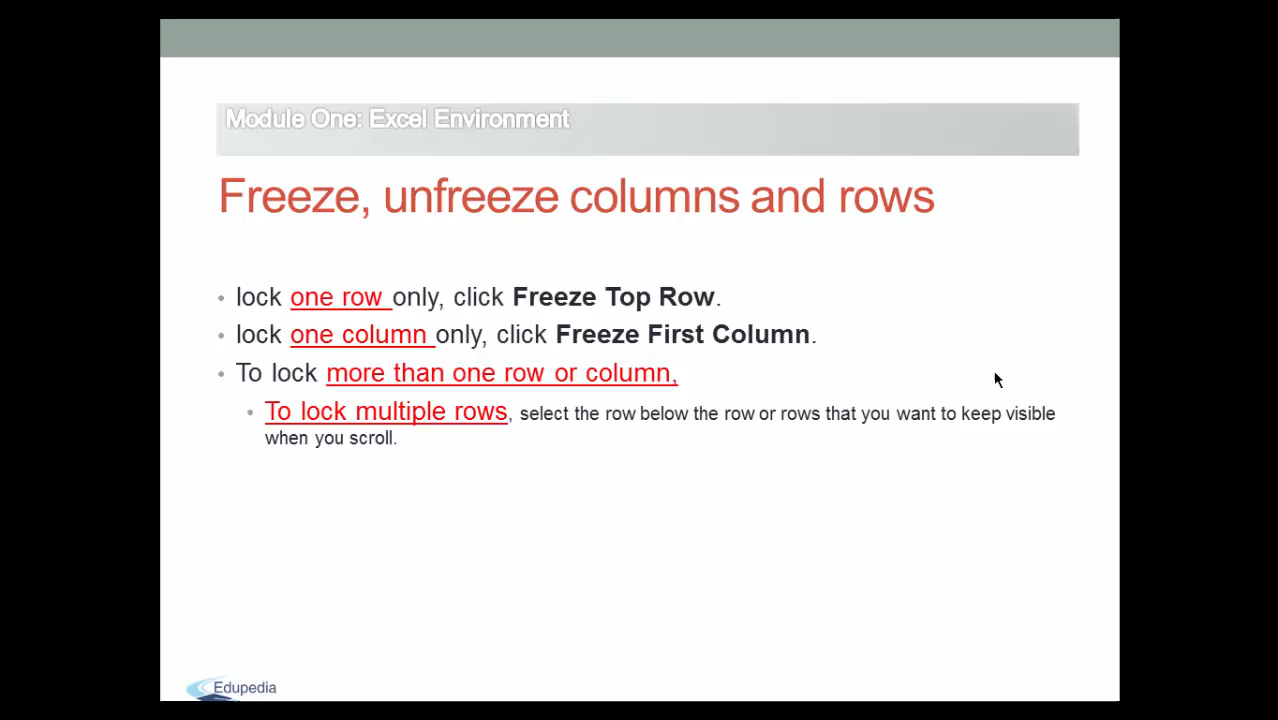 Module One: Excel Environment
Freeze, unfreeze columns and rows
• lock one row only, click Freeze Top Row.
• lock one column only, click Freeze First Column.
• To lock more than one row or column,
• To lock multiple rows, select the row below the row or rows that you want to keep visible
when you scroll.
Edupedia